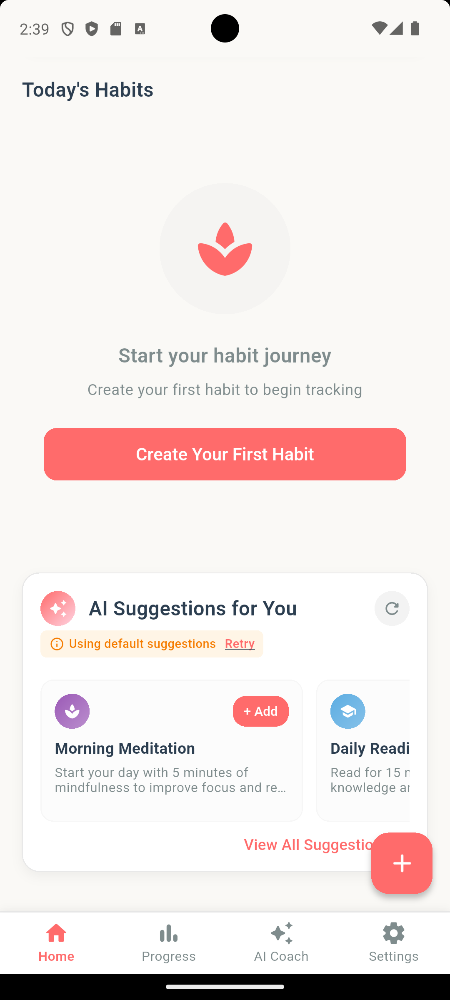 2:39
Today's Habits
Start your habit journey
Create your first habit to begin tracking
Create Your First Habit
AI Suggestions for You
Using default suggestions Retry
+ Add
Morning Meditation
Start your day with 5 minutes of
mindfulness to improve focus and re...
Daily Readi
Read for 15 
knowledge
View All Suggestio
Home
Progress
AI Coach
Settings